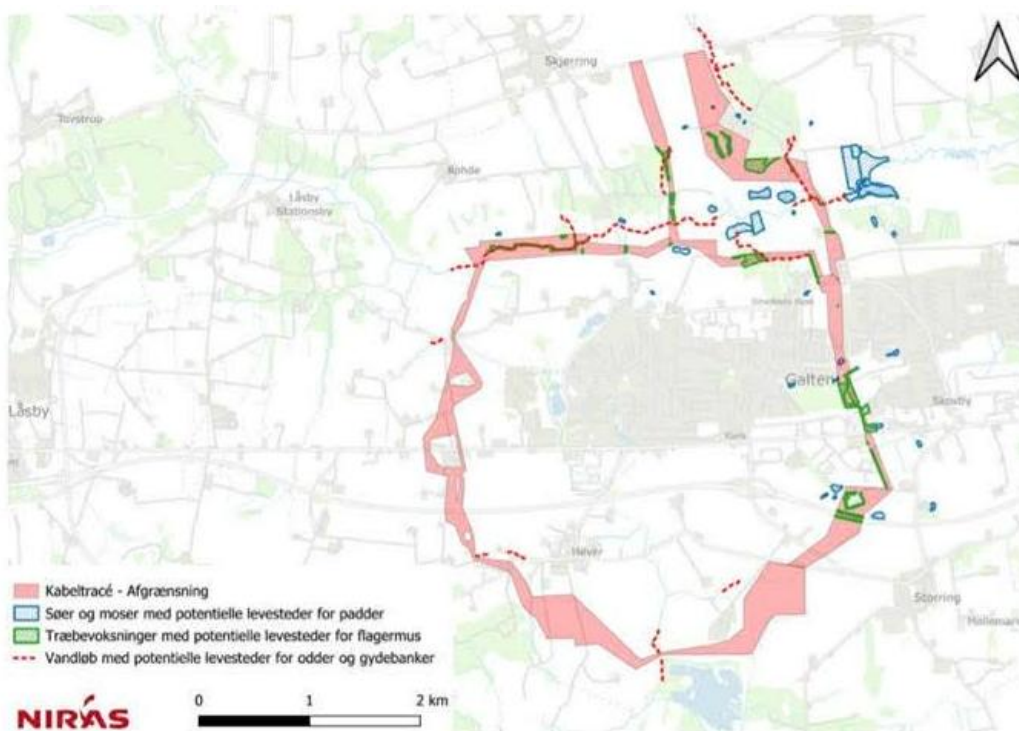 Skjørring
Tovstrup
Rohde
Låsby
Stationsby
Galten
Låsby
Skovby
Høver
Storring
Kabeltracé - Afgrænsning
Søer og moser med potentielle levesteder for padder
Træbevoksninger med potentielle levesteder for flagermus
Vandløb med potentielle levesteder for odder og gydebanker
NIRAS
0 1 2 km